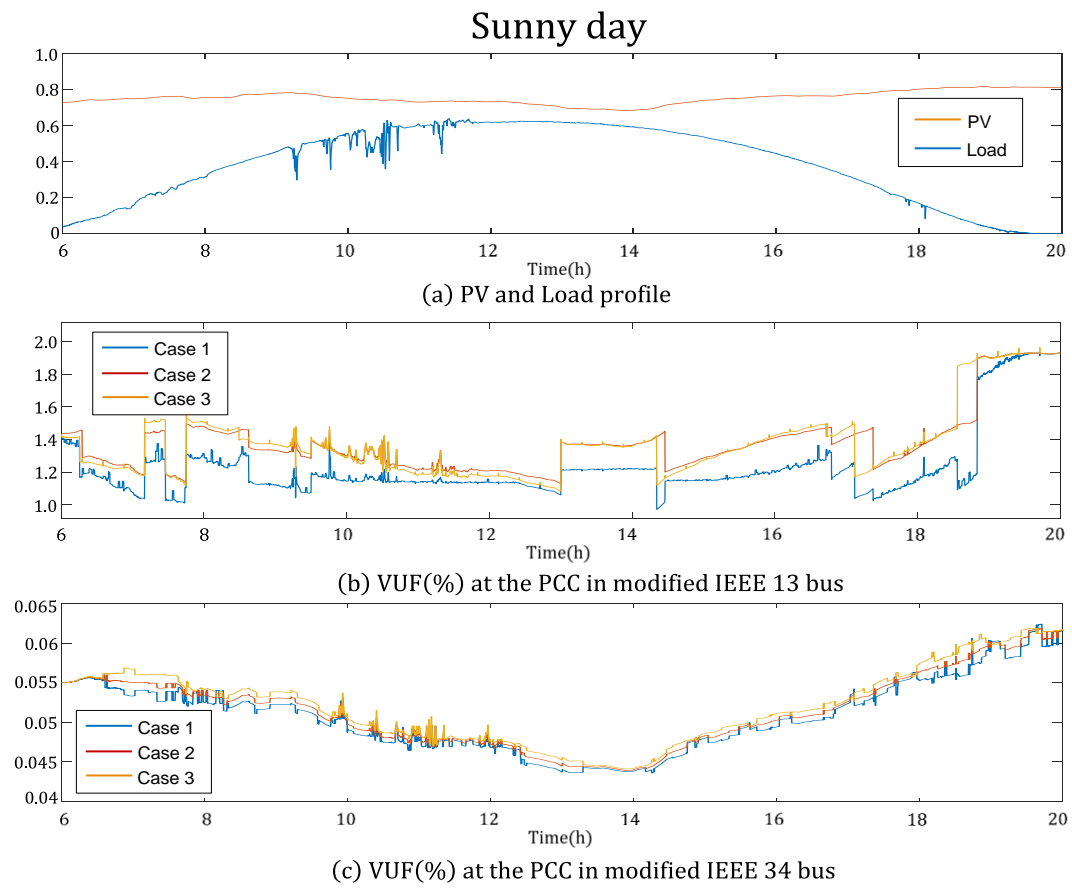 Sunny day
1.0
0.8
0.6
0.4
0.2
0
PV
Load
6 8 10 12 14 16 18 20
Time(h)
(a) PV and Load profile
2.0
1.8
1.6
1.4
1.2
1.0
Case 1
Case 2
Case 3
6 8 10 12 14 16 18 20
Time(h)
(b) VUF(%) at the PCC in modified IEEE 13 bus
0.065
0.06
0.055
0.05
0.045
0.04
Case 1
Case 2
Case 3
6 8 10 12 14 16 18 20
Time(h)
(c) VUF(%) at the PCC in modified IEEE 34 bus